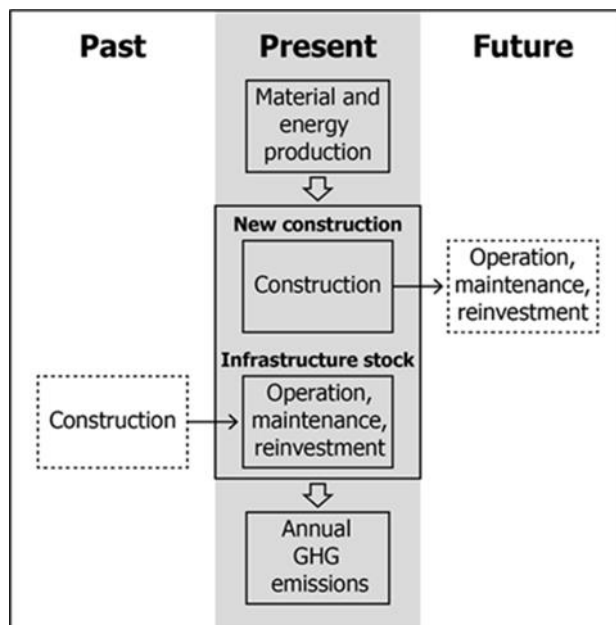 Past Present Future
Material and
energy
production
New construction
Construction
Operation,
maintenance,
reinvestment
Infrastructure stock
Construction
Operation,
maintenance,
reinvestment
Annual
GHG
emissions